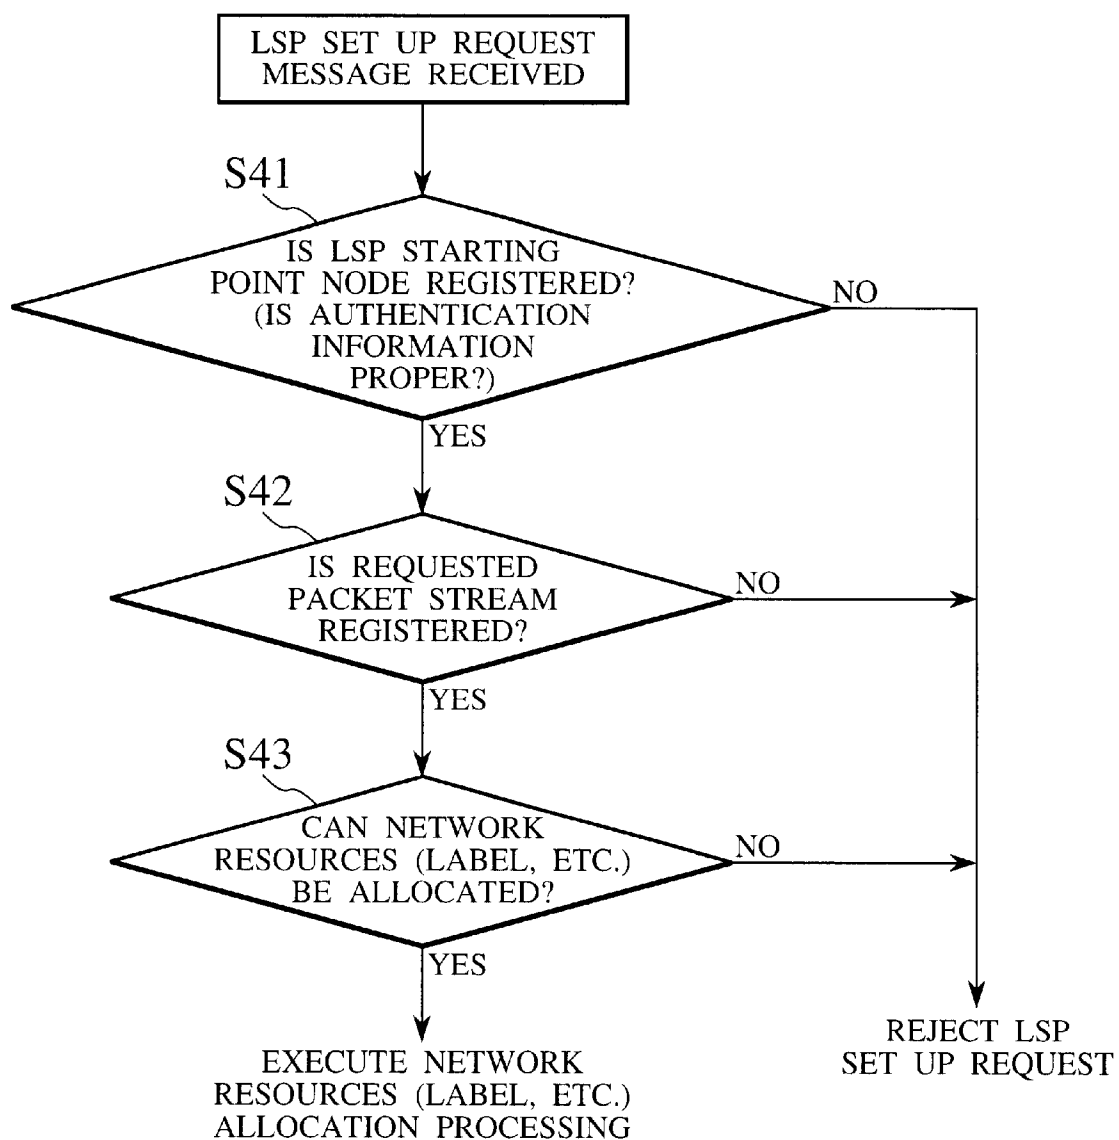 LSP SET UP REQUEST
MESSAGE RECEIVED
S41
IS LSP STARTING
POINT NODE REGISTERED?
(IS AUTHENTICATION
INFORMATION
PROPER?)
NO
YES
S42
IS REQUESTED
PACKET STREAM
REGISTERED?
NO
YES
S43
CAN NETWORK
RESOURCES (LABEL, ETC.)
BE ALLOCATED?
NO
YES
EXECUTE NETWORK
RESOURCES (LABEL, ETC.)
ALLOCATION PROCESSING
REJECT LSP
SET UP REQUEST